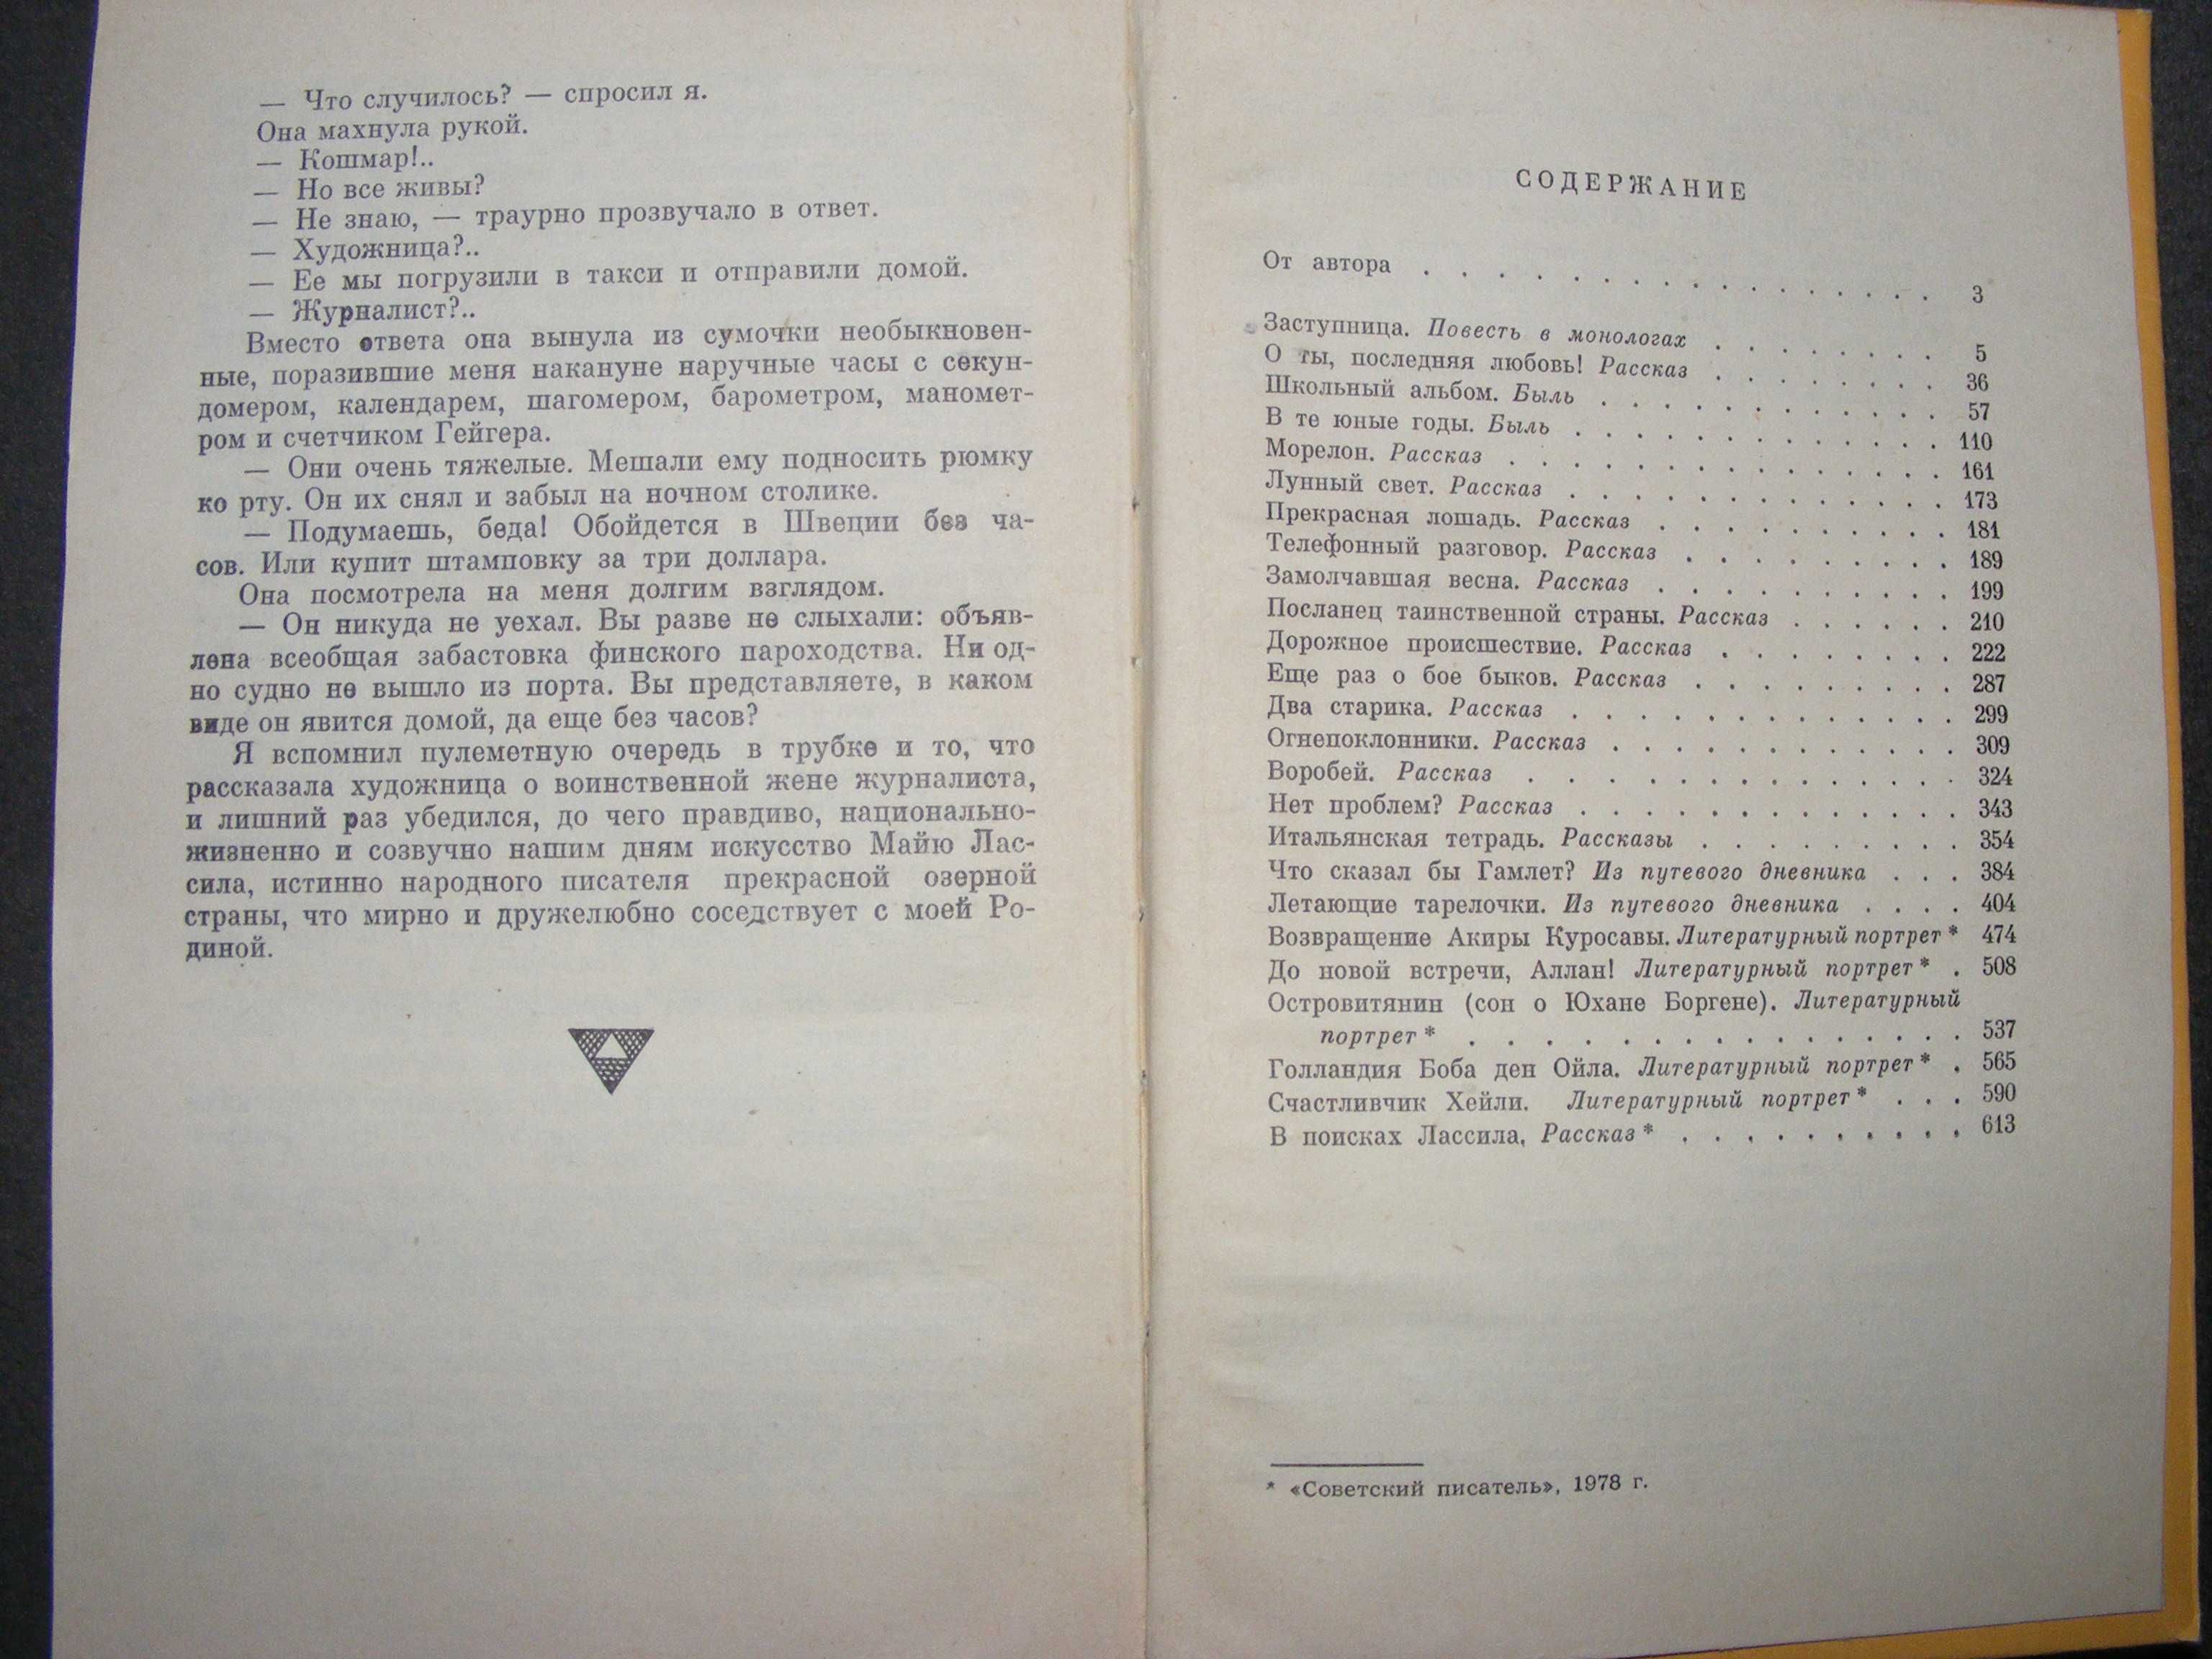 — Что случилось? — спросил я.
Она махнула рукой.
— Кошмар!..
— Но все живы?
— Не знаю, — траурно прозвучало в ответ.
— Художница?..
— Ее мы погрузили в такси и отправили домой.
— Журналист?..
Вместо ответа она вынула из сумочки необыкновен-
ные, поразившие меня накануне наручные часы с секун-
домером, календарем, шагомером, барометром, маномет-
ром и счетчиком Гейгера.
— Они очень тяжелые. Мешали ему подносить рюмку
ко рту. Он их снял и забыл на ночном столике.
— Подумаешь, беда! Обойдется в Швеции без ча-
сов. Или купит штамповку за три доллара.
Она посмотрела на меня долгим взглядом.
— Он никуда не уехал. Вы разве не слыхали: объяв-
лена всеобщая забастовка финского пароходства. Ни од-
но судно не вышло из порта. Вы представляете, в каком
виде он явится домой, да еще без часов?
Я вспомнил пулеметную очередь в трубке и то, что
рассказала художница о воинственной жене журналиста,
и лишний раз убедился, до чего правдиво, национально-
жизненно и созвучно нашим дням искусство Майю Лас-
сила, истинно народного писателя прекрасной озерной
страны, что мирно и дружелюбно соседствует с моей Ро-
диной.
СОДЕРЖАНИЕ
От автора . . . . . . . . . . . . . . . . 3
Заступница. Повесть в монологах . . . . . . . . 5
О ты, последняя любовь! Рассказ . . . . . . . . 36
Школьный альбом. Быль . . . . . . . . . . . 57
В те юные годы. Быль . . . . . . . . . . . . 110
Морелон. Рассказ . . . . . . . . . . . . . . 161
Лунный свет. Рассказ . . . . . . . . . . . . 173
Прекрасная лошадь. Рассказ . . . . . . . . . 181
Телефонный разговор. Рассказ . . . . . . . . 189
Замолчавшая весна. Рассказ . . . . . . . . . 199
Посланец таинственной страны. Рассказ . . . . . . 210
Дорожное происшествие. Рассказ . . . . . . . . 222
Еще раз о бое быков. Рассказ . . . . . . . . . 287
Два старика. Рассказ . . . . . . . . . . . . 299
Огнепоклонники. Рассказ . . . . . . . . . . . 309
Воробей. Рассказ . . . . . . . . . . . . . . 324
Нет проблем? Рассказ . . . . . . . . . . . . 343
Итальянская тетрадь. Рассказы . . . . . . . . . 354
Что сказал бы Гамлет? Из путевого дневника . . . 384
Летающие тарелочки. Из путевого дневника . . . . 404
Возвращение Акиры Куросавы. Литературный портрет * 474
До новой встречи, Аллан! Литературный портрет * . 508
Островитянин (сон о Юхане Боргене). Литературный
портрет * . . . . . . . . . . . . . . 537
Голландия Боба ден Ойла. Литературный портрет * . 565
Счастливчик Хейли. Литературный портрет * . . . 590
В поисках Лассила, Рассказ * . . . . . . . . . . 613
* «Советский писатель», 1978 г.